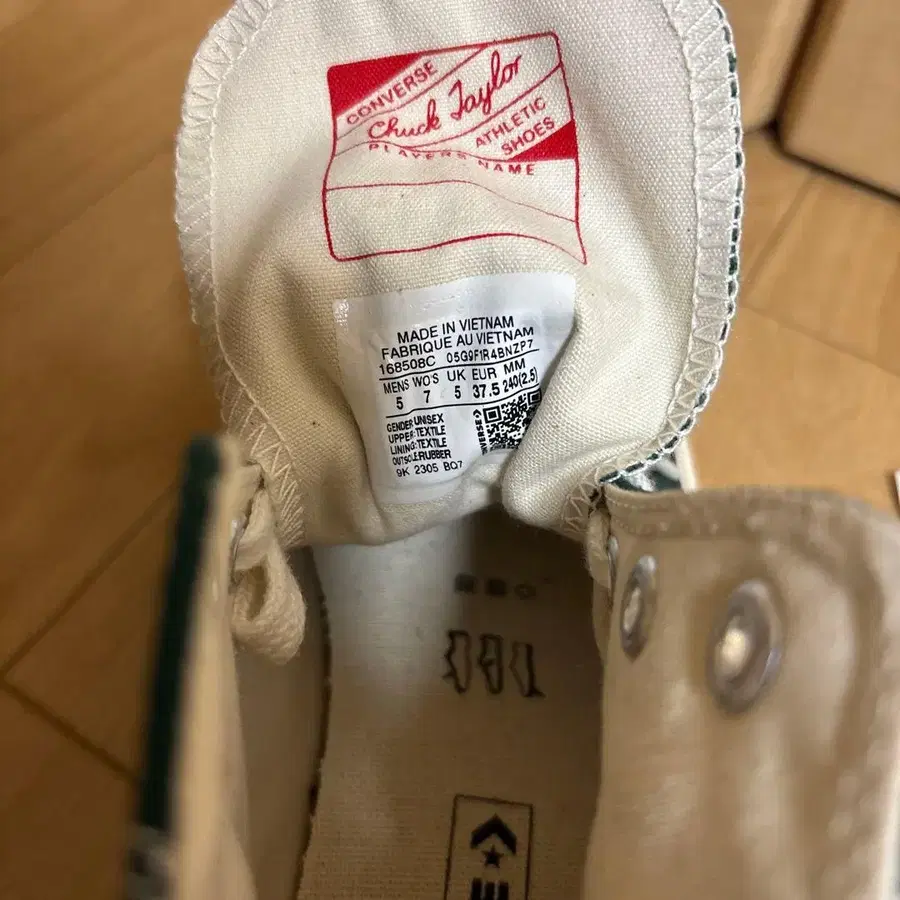 CONVERSE
Chuck Taylor
ATHLETIC
SHOES
PLAYERS NAME
MADE IN VIETNAM
FABRIQUE AU VIETNAM
168508C 05G9F1R4BNZP7
MENS WO'S UK EUR MM
5 7 5 37.5 240(2.5)
GENDER:UNISEX
UPPER:TEXTILE
LINING:TEXTILE
OUTSOLE:RUBBER
9K 2305 BQ7